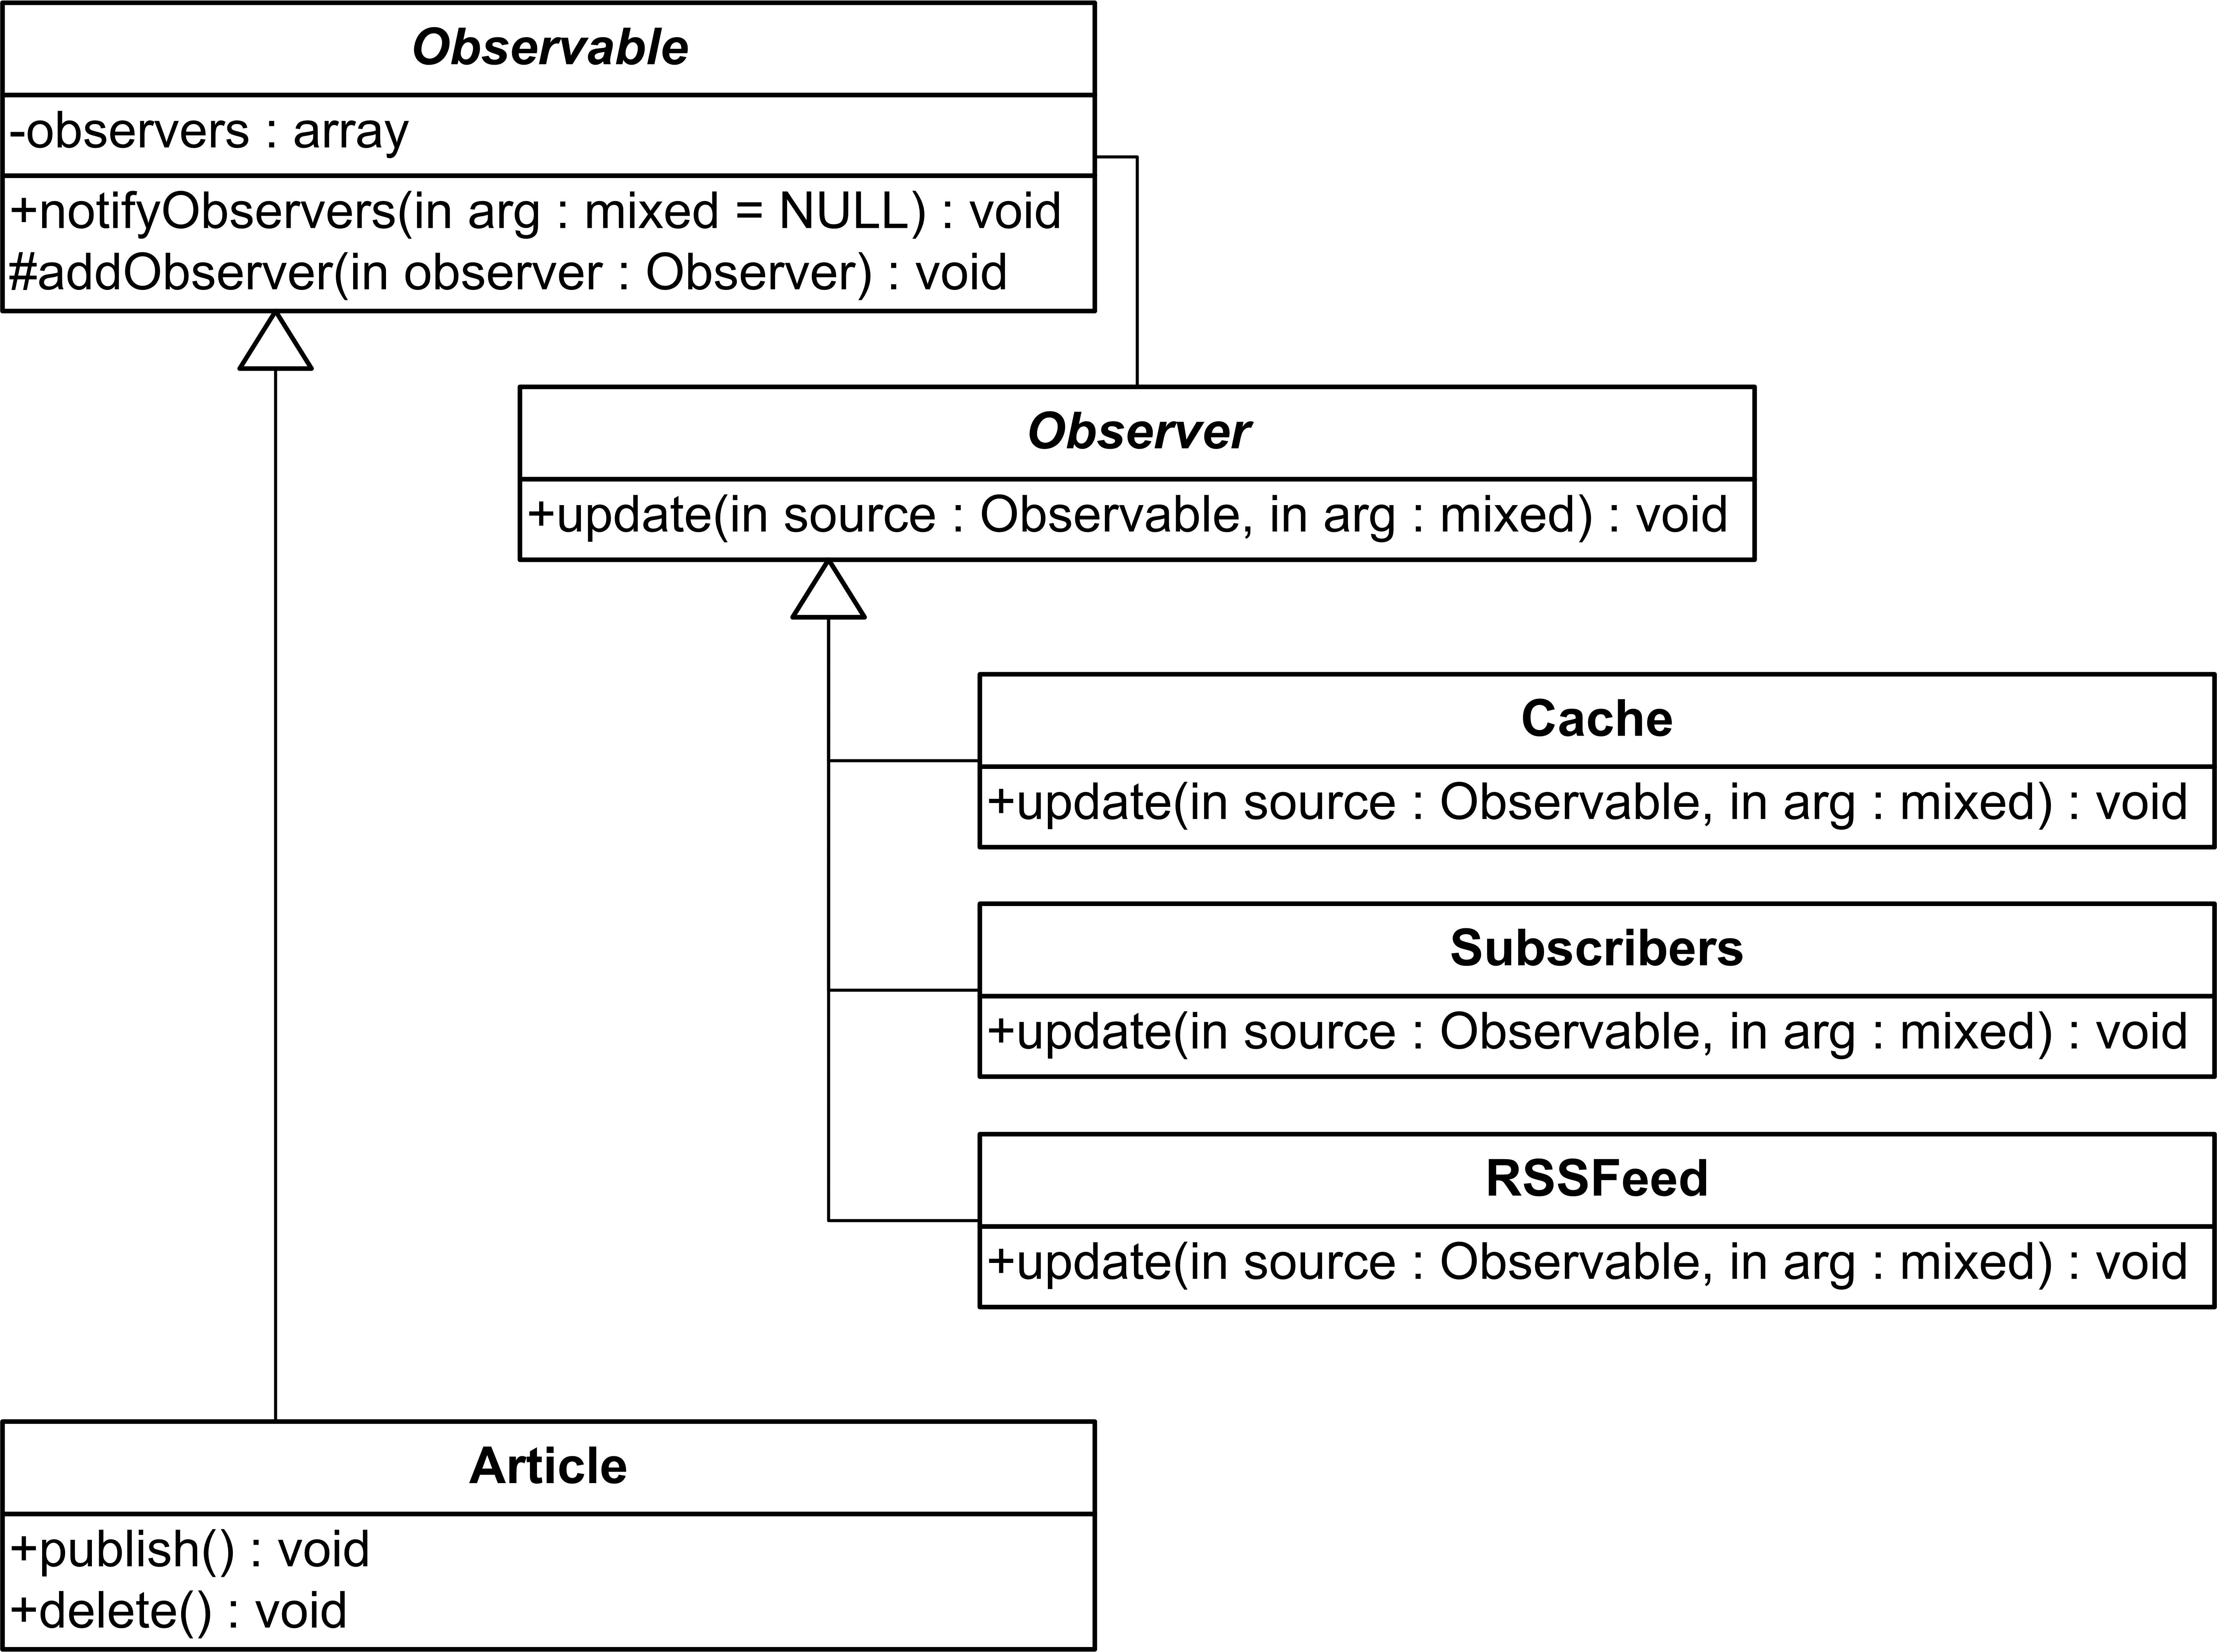 Observable
-observers : array
+notifyObservers(in arg : mixed = NULL) : void
#addObserver(in observer : Observer) : void
Observer
+update(in source : Observable, in arg : mixed) : void
Cache
+update(in source : Observable, in arg : mixed) : void
Subscribers
+update(in source : Observable, in arg : mixed) : void
RSSFeed
+update(in source : Observable, in arg : mixed) : void
Article
+publish() : void
+delete() : void